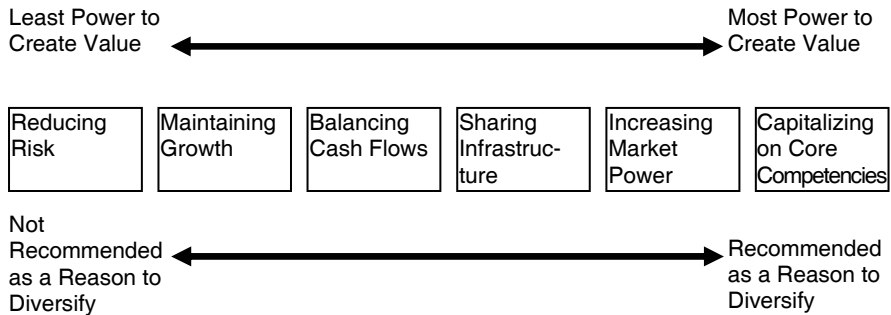 Least Power to
Create Value
Most Power to
Create Value
Reducing
Risk
Maintaining
Growth
Balancing
Cash Flows
Sharing
Infrastruc-
ture
Increasing
Market
Power
Capitalizing
on Core
Competencies
Not
Recommended
as a Reason to
Diversify
Recommended
as a Reason to
Diversify